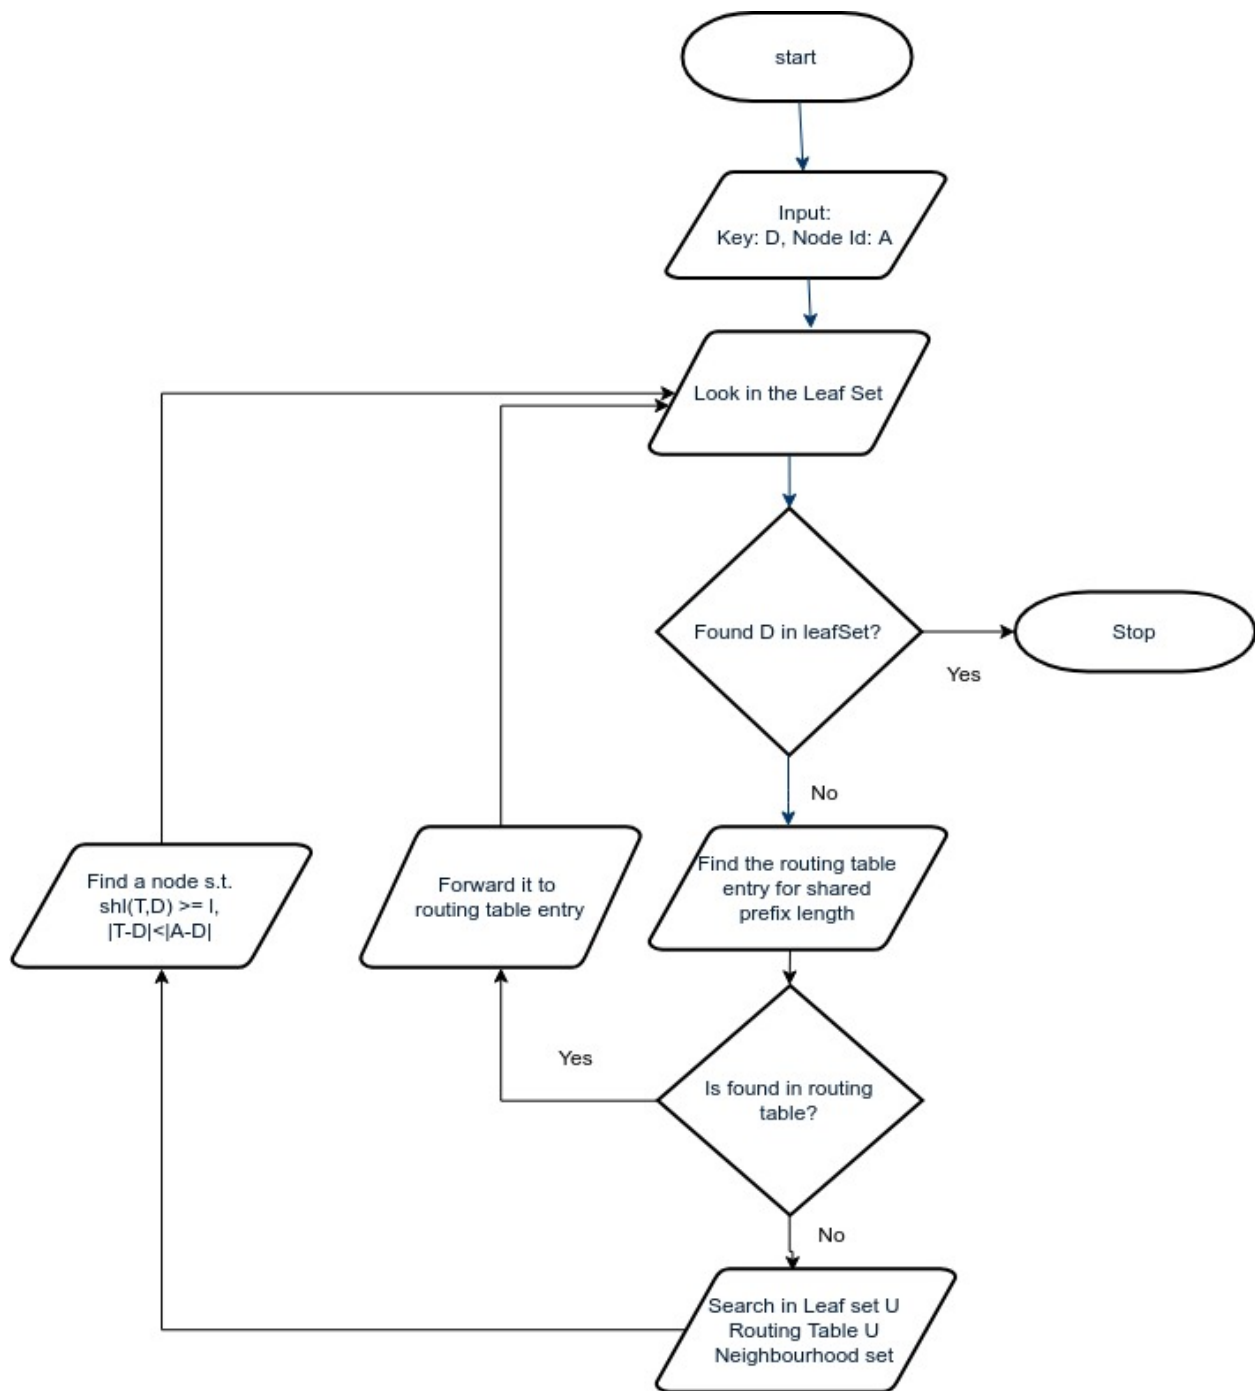 start
Input:
Key: D, Node Id: A
Look in the Leaf Set
Found D in leafSet?
Yes
Stop
No
Find the routing table
entry for shared
prefix length
Forward it to
routing table entry
Find a node s.t.
shl(T,D) >= l,
|T-D|<|A-D|
Yes
Is found in routing
table?
No
Search in Leaf set U
Routing Table U
Neighbourhood set